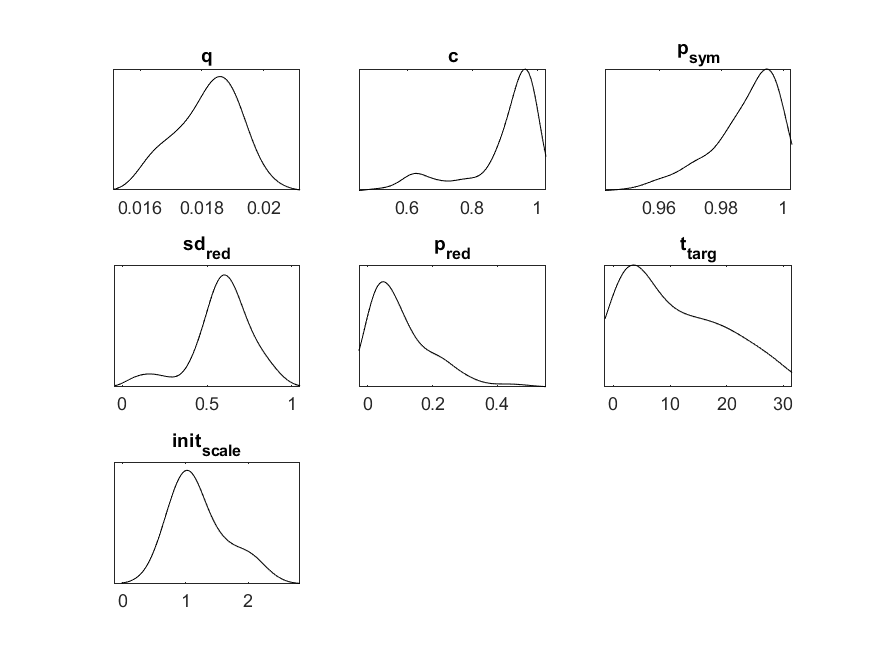 q
c
p_sym
0.016 0.018 0.02
0.6 0.8 1
0.96 0.98 1
sd_red
p_red
t_targ
0 0.5 1
0 0.2 0.4
0 10 20 30
init_scale
0 1 2